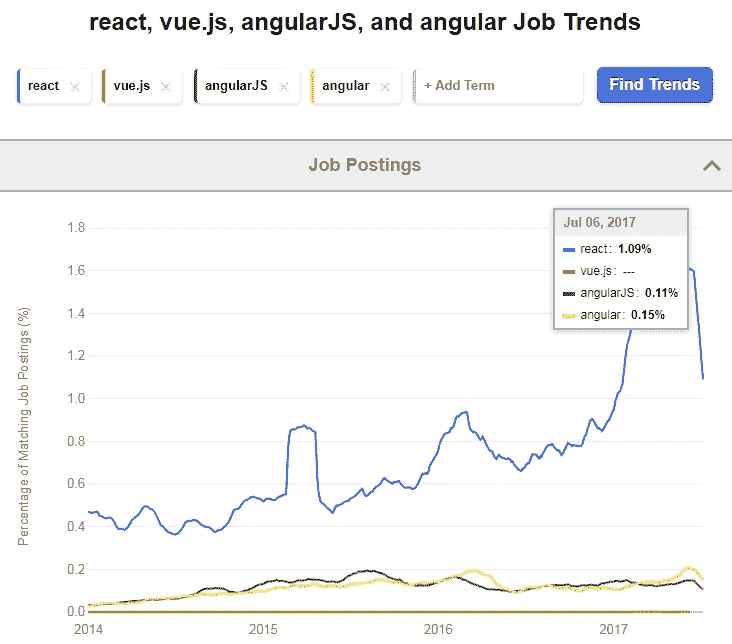 react, vue.js, angularJS, and angular Job Trends
react × vue.js × angularJS × angular × + Add Term Find Trends
Job Postings
Percentage of Matching Job Postings (%)
1.8
1.6
1.4
1.2
1.0
0.8
0.6
0.4
0.2
0.0
Jul 06, 2017
react: 1.09%
vue.js: ---
angularJS: 0.11%
angular: 0.15%
2014 2015 2016 2017